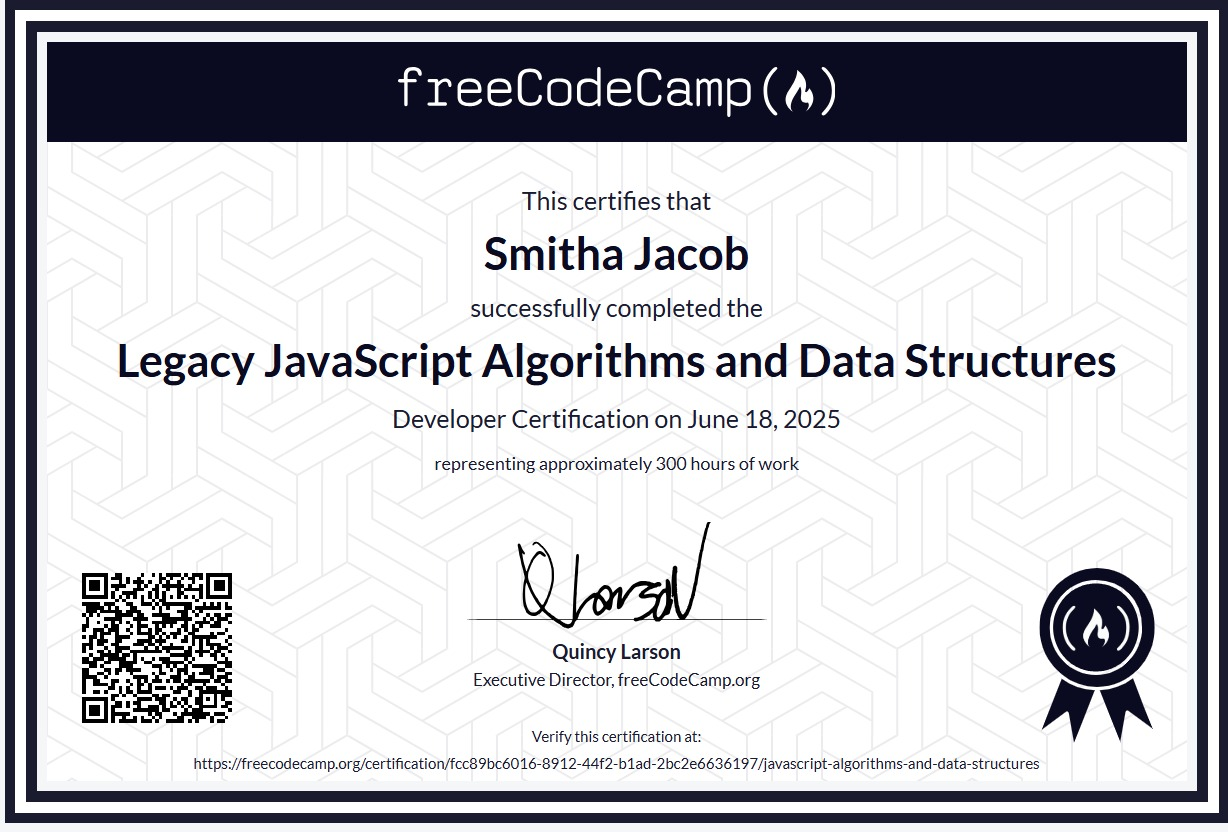 freeCodeCamp
This certifies that
Smitha Jacob
successfully completed the
Legacy JavaScript Algorithms and Data Structures
Developer Certification on June 18, 2025
representing approximately 300 hours of work
Quincy Larson
Executive Director, freeCodeCamp.org
Verify this certification at:
https://freecodecamp.org/certification/fcc89bc6016-8912-44f2-b1ad-2bc2e6636197/javascript-algorithms-and-data-structures